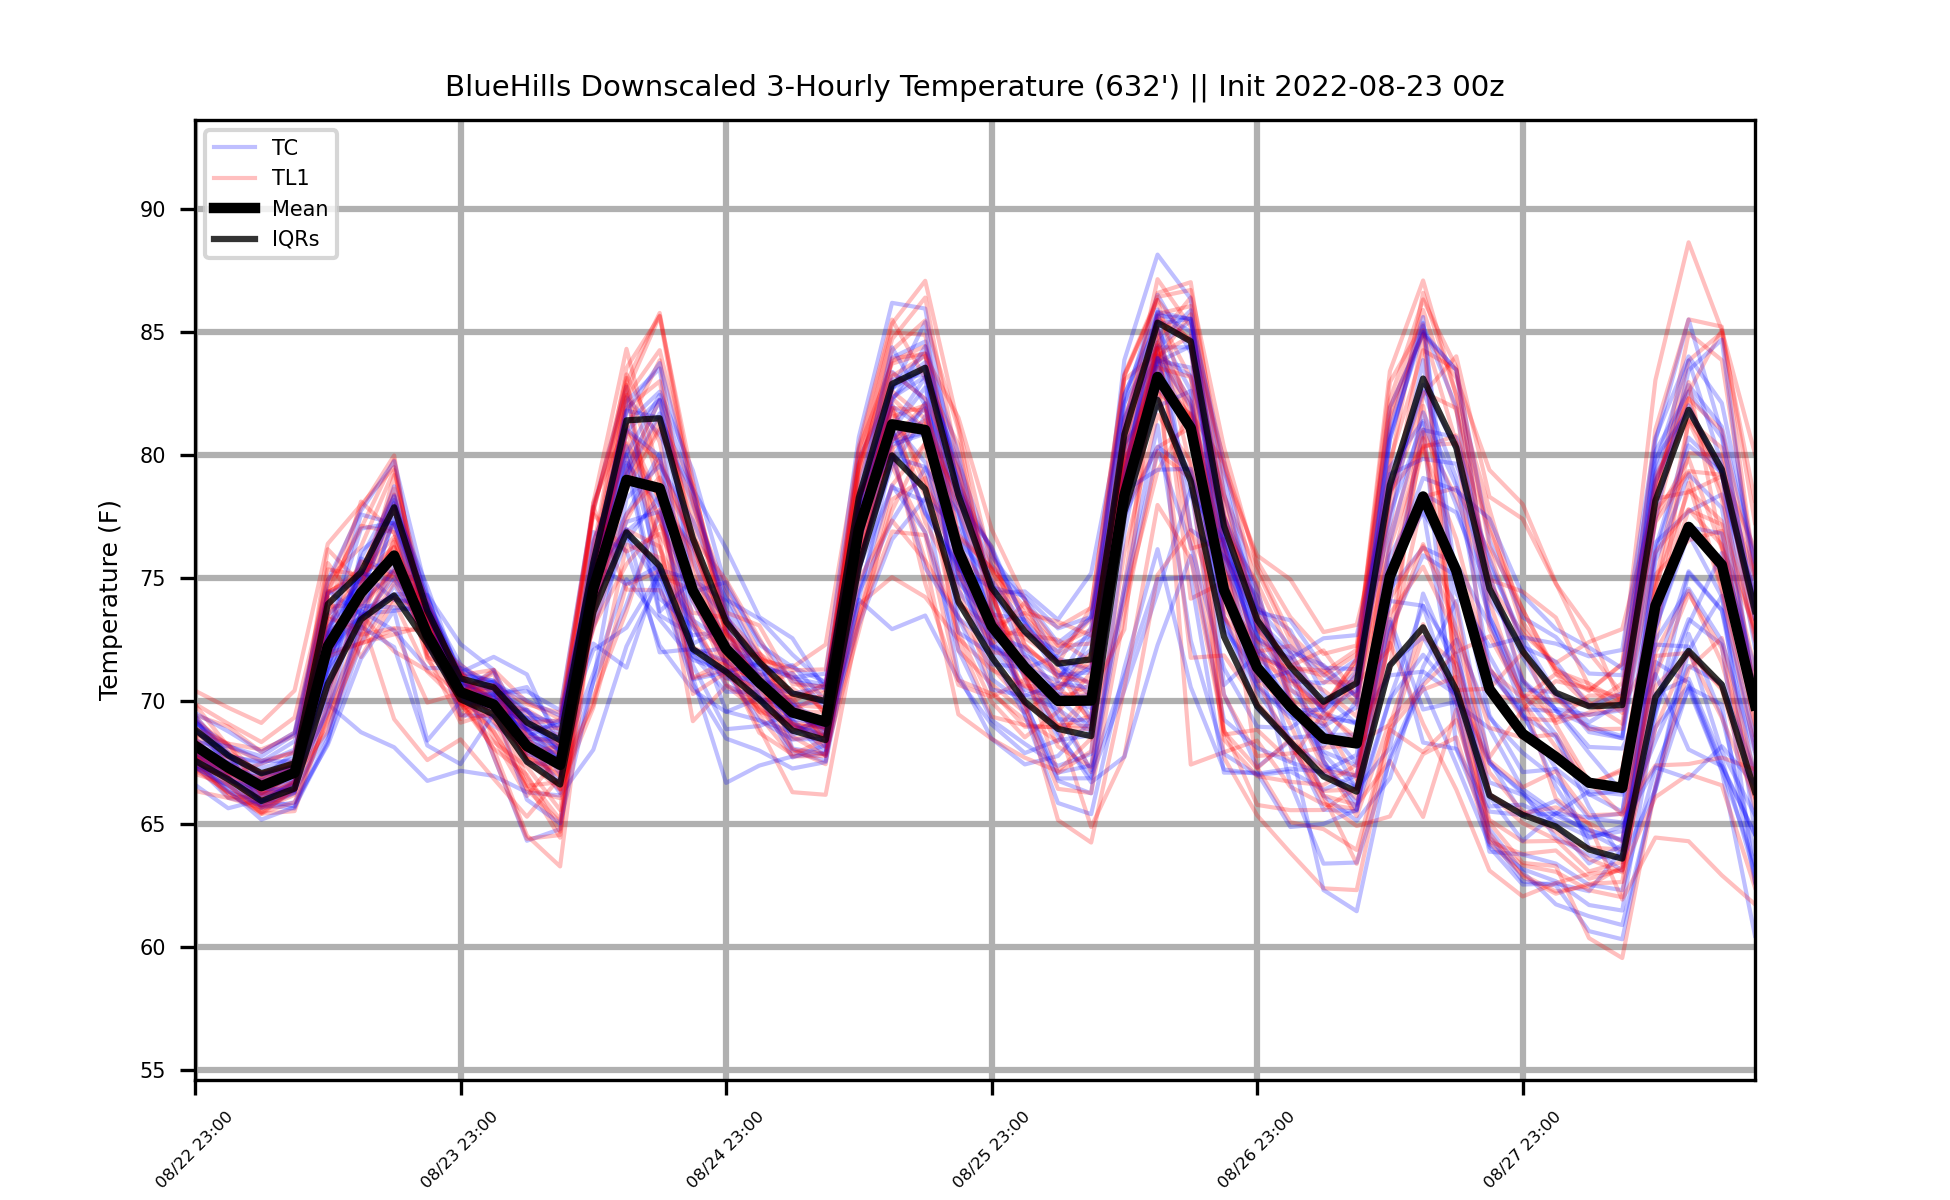 BlueHills Downscaled 3-Hourly Temperature (632') || Init 2022-08-23 00z
TC
TL1
Mean
IQRs
Temperature (F)
90
85
80
75
70
65
60
55
08/22 23:00
08/23 23:00
08/24 23:00
08/25 23:00
08/26 23:00
08/27 23:00